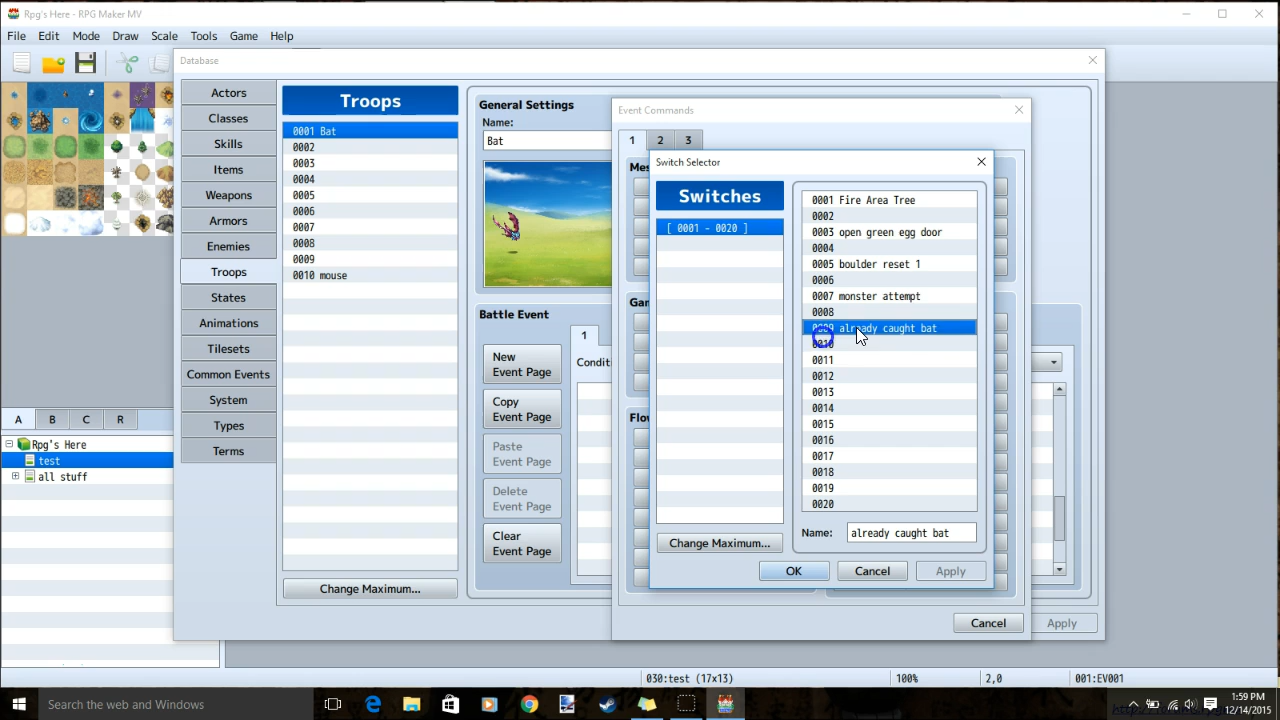 Rpg's Here - RPG Maker MV
File Edit Mode Draw Scale Tools Game Help
Database
Actors
Classes
Skills
Items
Weapons
Armors
Enemies
Troops
States
Animations
Tilesets
Common Events
System
Types
Terms
Troops
0001 Bat
0002
0003
0004
0005
0006
0007
0008
0009
0010 mouse
Change Maximum...
General Settings
Name:
Bat
Battle Event
New
Event Page
Copy
Event Page
Paste
Event Page
Delete
Event Page
Clear
Event Page
1
Event Commands
1 2 3
Switch Selector
Switches
[ 0001 - 0020 ]
Change Maximum...
0001 Fire Area Tree
0002
0003 open green egg door
0004
0005 boulder reset 1
0006
0007 monster attempt
0008
0009 already caught bat
0010
0011
0012
0013
0014
0015
0016
0017
0018
0019
0020
Name: already caught bat
OK Cancel Apply
Cancel Apply
A B C R
Rpg's Here
test
all stuff
030:test (17x13) 100% 2,0 001:EV001
Search the web and Windows
1:59 PM
12/14/2015